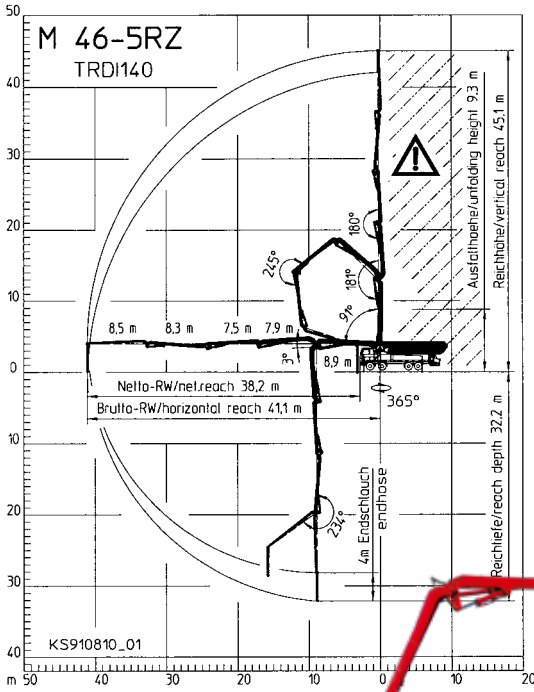 M 46-5RZ
TRDI140
50
40
30
20
10
0
10
20
30
40
m 50 40 30 20 10 0 10 20
Ausfalthoehe/unfolding height 9.3 m
Reichhöhe/vertical reach 45,1 m
180°
245°
181°
91°
8,5 m 8,3 m 7,5 m 7,9 m
3°
8,9 m
Netto-RW/net.reach 38,2 m
Brutto-RW/horizontal reach 41,1 m
365°
234°
4m Endschlauch
endhose
Reichtiefe/reach depth 32.2 m
KS910810_01